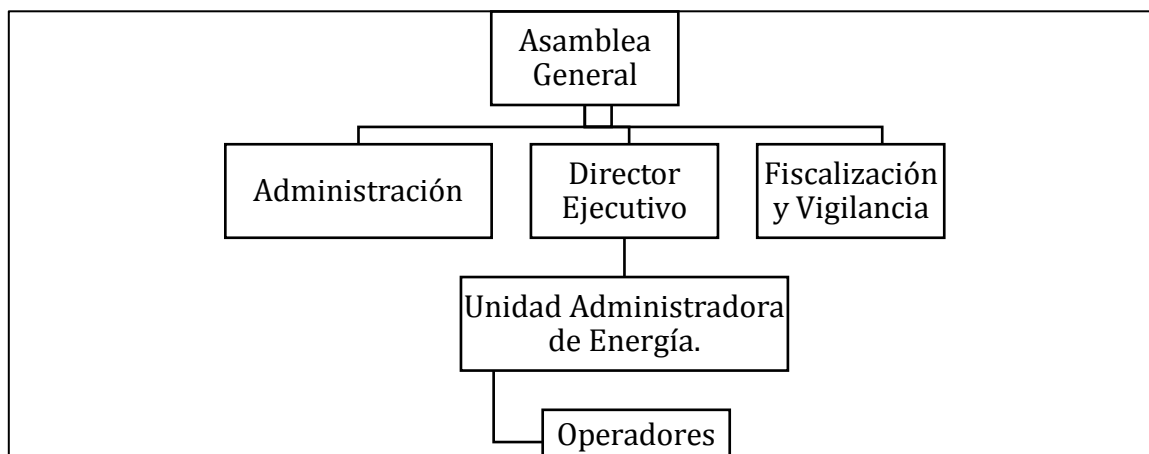 Asamblea
General
Administración
Director
Ejecutivo
Fiscalización
y Vigilancia
Unidad Administradora
de Energía.
Operadores